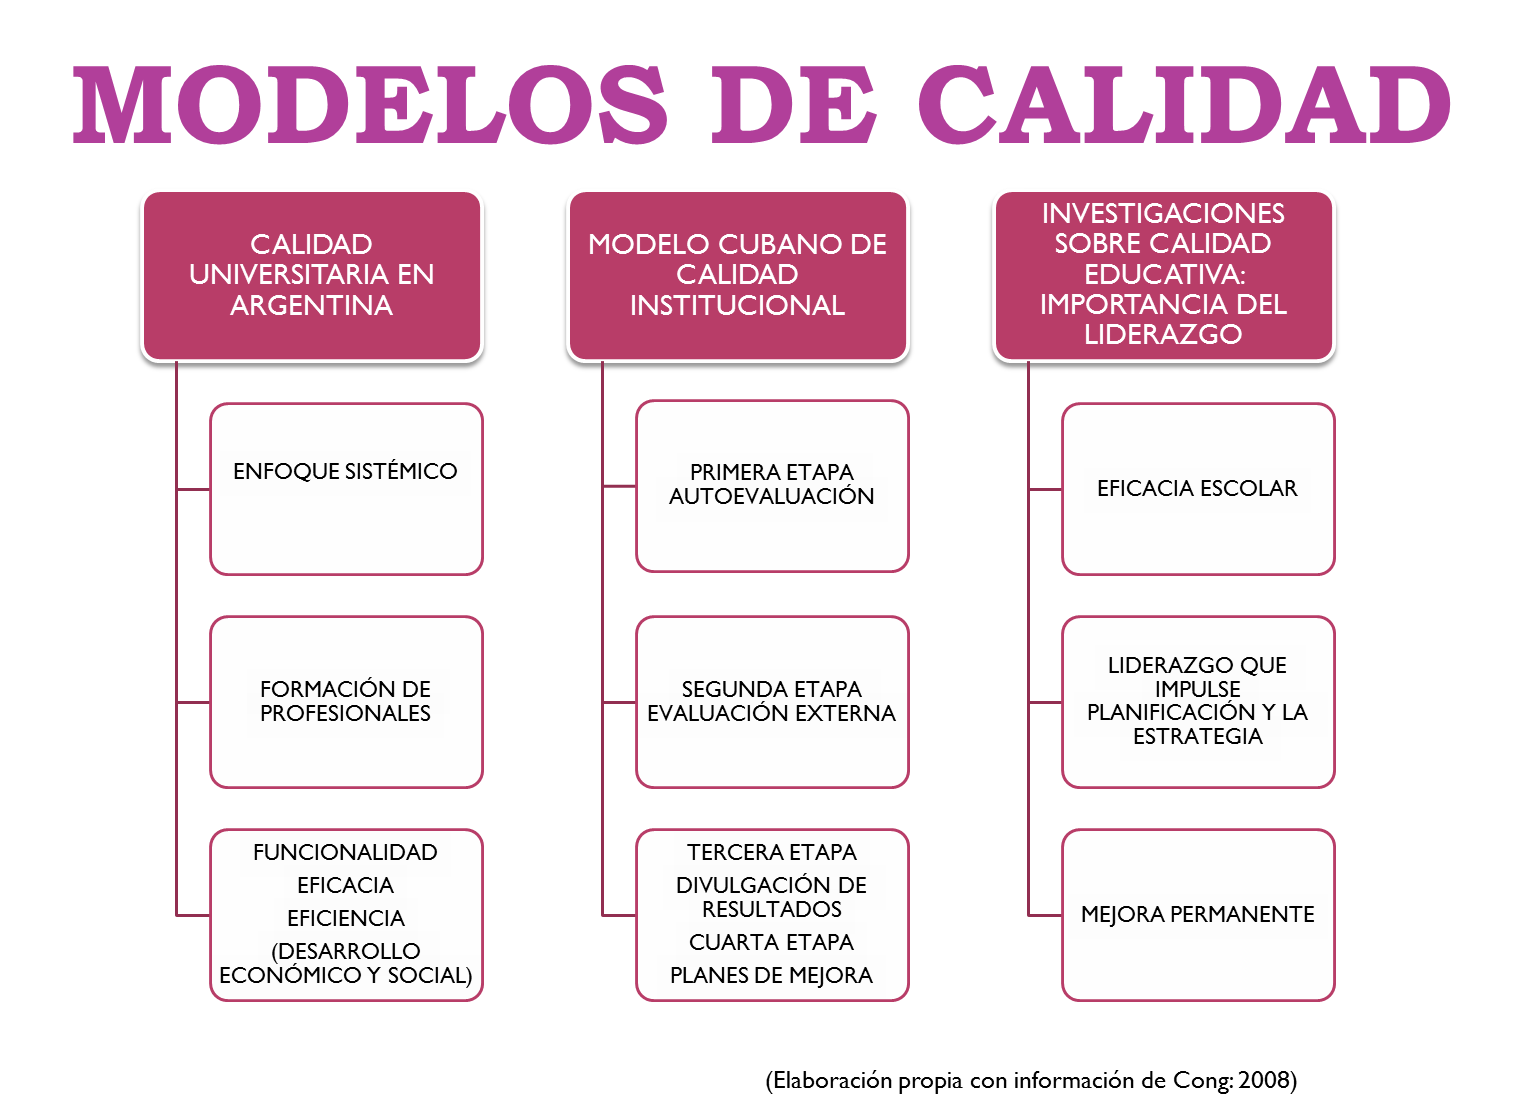 MODELOS DE CALIDAD
CALIDAD
UNIVERSITARIA EN
ARGENTINA
ENFOQUE SISTÉMICO
FORMACIÓN DE
PROFESIONALES
FUNCIONALIDAD
EFICACIA
EFICIENCIA
(DESARROLLO
ECONÓMICO Y SOCIAL)
MODELO CUBANO DE
CALIDAD
INSTITUCIONAL
PRIMERA ETAPA
AUTOEVALUACIÓN
SEGUNDA ETAPA
EVALUACIÓN EXTERNA
TERCERA ETAPA
DIVULGACIÓN DE
RESULTADOS
CUARTA ETAPA
PLANES DE MEJORA
INVESTIGACIONES
SOBRE CALIDAD
EDUCATIVA:
IMPORTANCIA DEL
LIDERAZGO
EFICACIA ESCOLAR
LIDERAZGO QUE
IMPULSE
PLANIFICACIÓN Y LA
ESTRATEGIA
MEJORA PERMANENTE
(Elaboración propia con información de Cong: 2008)